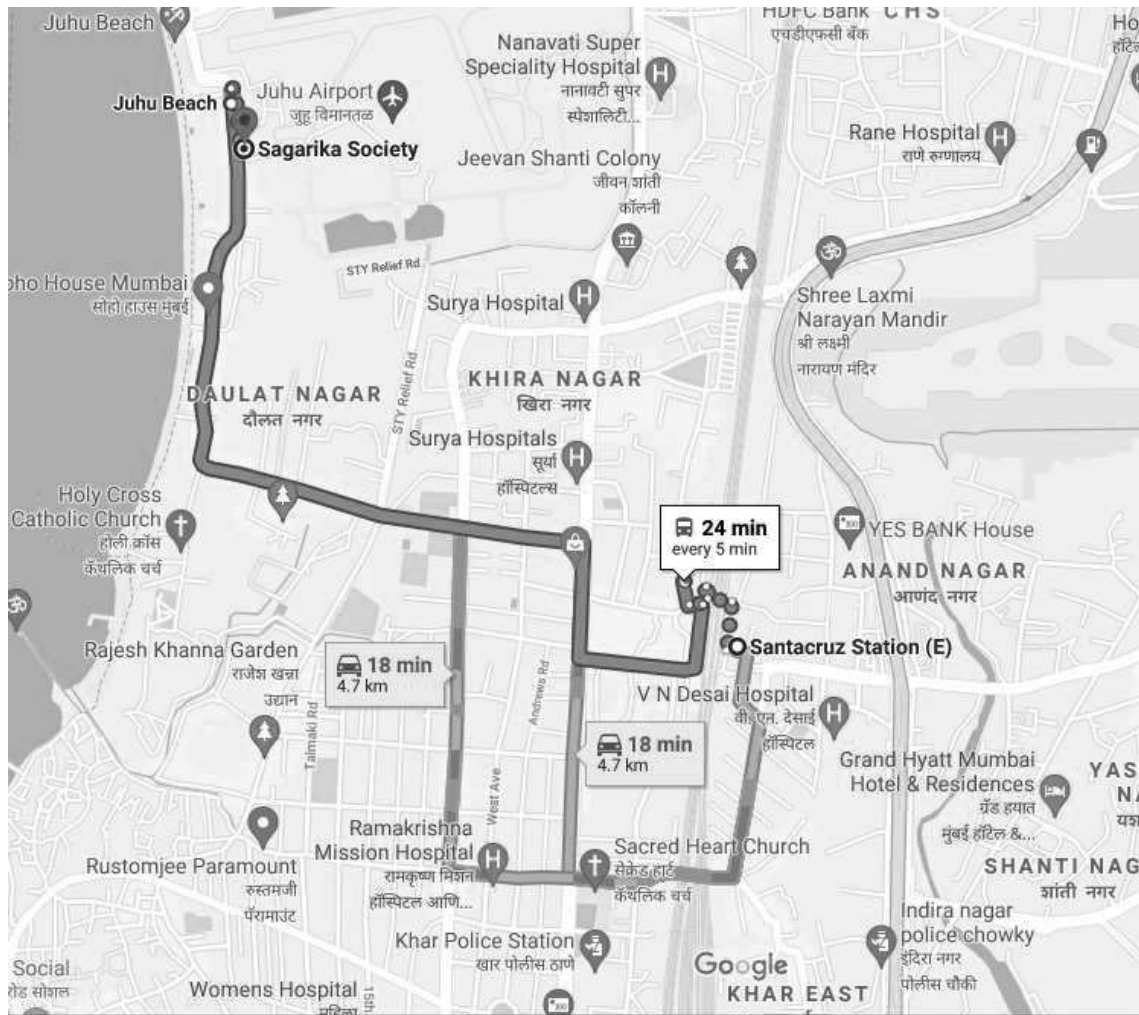 Juhu Beach
HDFC Bank
एचडीएफसी बँक
CHS
Nanavati Super
Speciality Hospital
नानावटी सुपर
स्पेशालिटी...
Juhu Beach
Juhu Airport
जुहू विमानतळ
Sagarika Society
Rane Hospital
राणे रुग्णालय
Jeevan Shanti Colony
जीवन शांती
कॉलनी
STY Relief Rd
oho House Mumbai
सोहो हाउस मुंबई
Surya Hospital
Shree Laxmi
Narayan Mandir
श्री लक्ष्मी
नारायण मंदिर
DAULAT NAGAR
दौलत नगर
STY Relief Rd
KHIRA NAGAR
खिरा नगर
Surya Hospitals
सूर्या
हॉस्पिटल्स
Holy Cross
Catholic Church
होली क्रॉस
कॅथलिक चर्च
24 min
every 5 min
YES BANK House
ANAND NAGAR
आणंद नगर
Santacruz Station (E)
Rajesh Khanna Garden
राजेश खन्ना
उद्यान
18 min
4.7 km
Andrews Rd
Talmaki Rd
V N Desai Hospital
वी. एन. देसाई
हॉस्पिटल
18 min
4.7 km
Grand Hyatt Mumbai
Hotel & Residences
ग्रँड हयात
मुंबई हॉटेल &...
YAS
NA
यश
West Ave
Ramakrishna
Mission Hospital
रामकृष्ण मिशन
हॉस्पिटल आणि...
Sacred Heart Church
सेक्रेड हार्ट
कॅथलिक चर्च
Rustomjee Paramount
रुस्तमजी
पॅरामाउंट
SHANTI NAG
शांती नगर
Khar Police Station
खार पोलीस ठाणे
Indira nagar
police chowky
इंदिरा नगर
पोलीस चौकी
Social
रोड सोशल
Womens Hospital
15th
Google
KHAR EAST